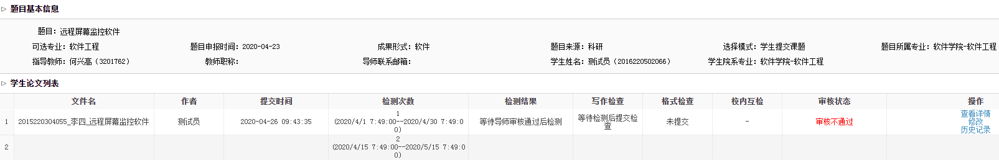 题目基本信息
题目：远程屏幕监控软件
可选专业：软件工程 题目申报时间：2020-04-23 成果形式：软件 题目来源：科研 选择模式：学生提交课题 题目所属专业：软件学院-软件工程
指导教师：何兴高（3201762） 教师职称： 导师联系邮箱： 学生姓名：测试员（2016220502066） 学生院系专业：软件学院-软件工程
学生论文列表
文件名 作者 提交时间 检测次数 检测结果 写作检查 格式检查 校内互检 审核状态 操作
1 2015220304055_李四_远程屏幕监控软件 测试员 2020-04-26 09:43:35 1
(2020/4/1 7:49:00--2020/4/30 7:49:0
0) 等待导师审核通过后检测 等待检测后提交检
查 未提交 - 审核不通过 查看详情
修改
历史记录
2 2
(2020/4/15 7:49:00--2020/5/15 7:49:0
0)